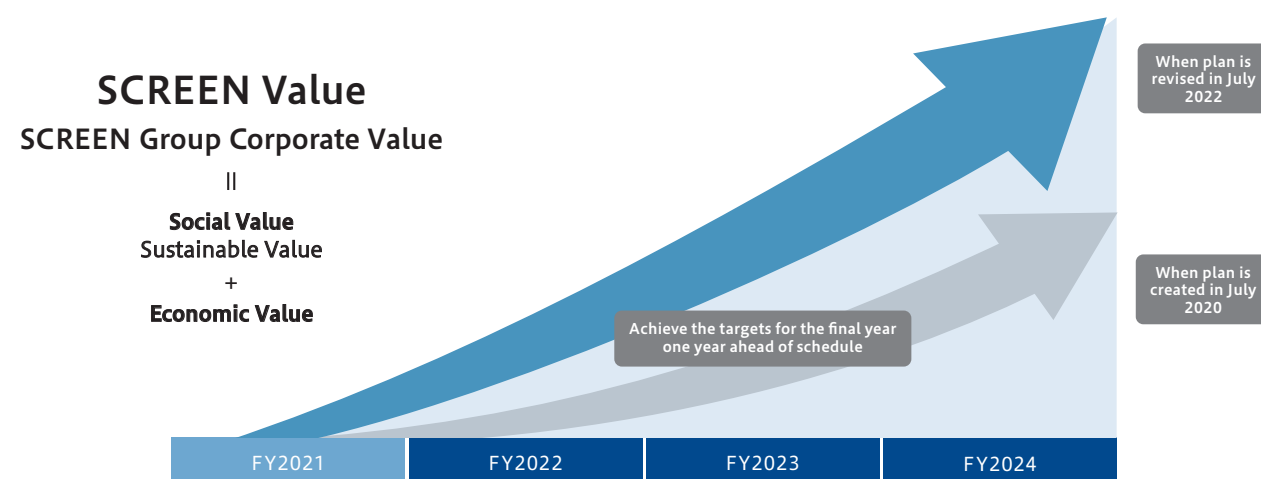 SCREEN Value
SCREEN Group Corporate Value
=
Social Value
Sustainable Value
+
Economic Value
When plan is
revised in July
2022
When plan is
created in July
2020
Achieve the targets for the final year
one year ahead of schedule
FY2021
FY2022
FY2023
FY2024